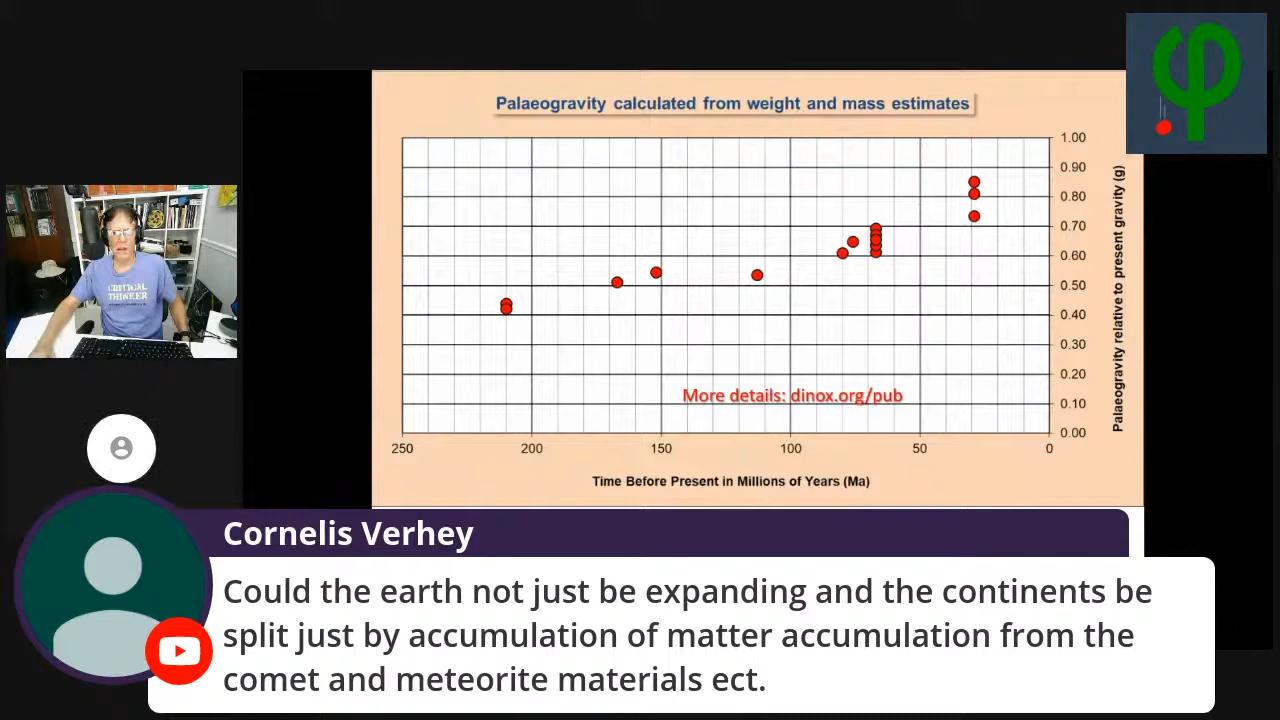 Palaeogravity calculated from weight and mass estimates
1.00
0.90
0.80
0.70
0.60
0.50
0.40
0.30
0.20
0.10
0.00
Palaeogravity relative to present gravity (g)
More details: dinox.org/pub
250 200 150 100 50 0
Time Before Present in Millions of Years (Ma)
CRITICAL
THINKER
Cornelis Verhey
Could the earth not just be expanding and the continents be
split just by accumulation of matter accumulation from the
comet and meteorite materials ect.